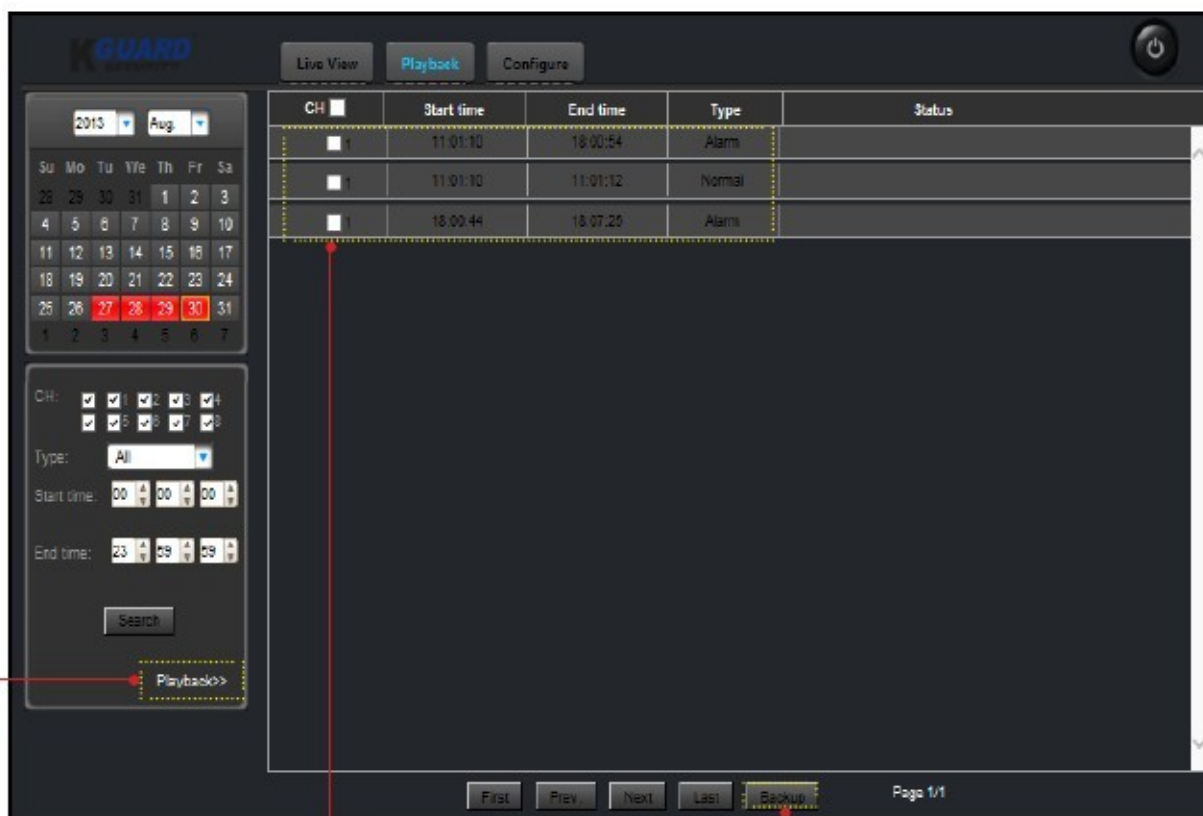 KGUARD
SECURITY
Live View Playback Configure
2013 Aug.
Su Mo Tu We Th Fr Sa
28 29 30 31 1 2 3
4 5 6 7 8 9 10
11 12 13 14 15 16 17
18 19 20 21 22 23 24
25 26 27 28 29 30 31
1 2 3 4 5 6 7
CH: 1 2 3 4
5 6 7 8
Type: All
Start time: 00 00 00
End time: 23 59 59
Search
Playback>>
CH Start time End time Type Status
1 11:01:10 18:00:54 Alarm
1 11:01:10 11:01:12 Normal
1 18:00:44 18:07:25 Alarm
First Prev. Next Last Backup Page 1/1